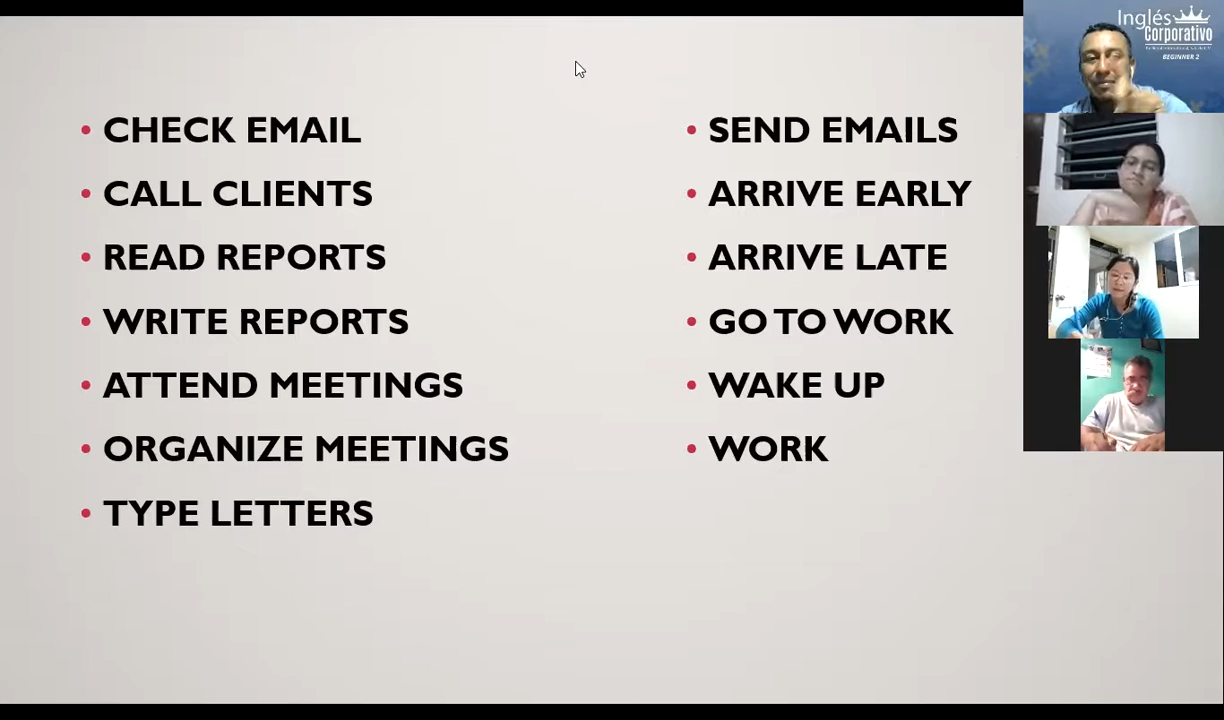 CHECK EMAIL
CALL CLIENTS
READ REPORTS
WRITE REPORTS
ATTEND MEETINGS
ORGANIZE MEETINGS
TYPE LETTERS
SEND EMAILS
ARRIVE EARLY
ARRIVE LATE
GO TO WORK
WAKE UP
WORK
Inglés
Corporativo
BEGINNER 2